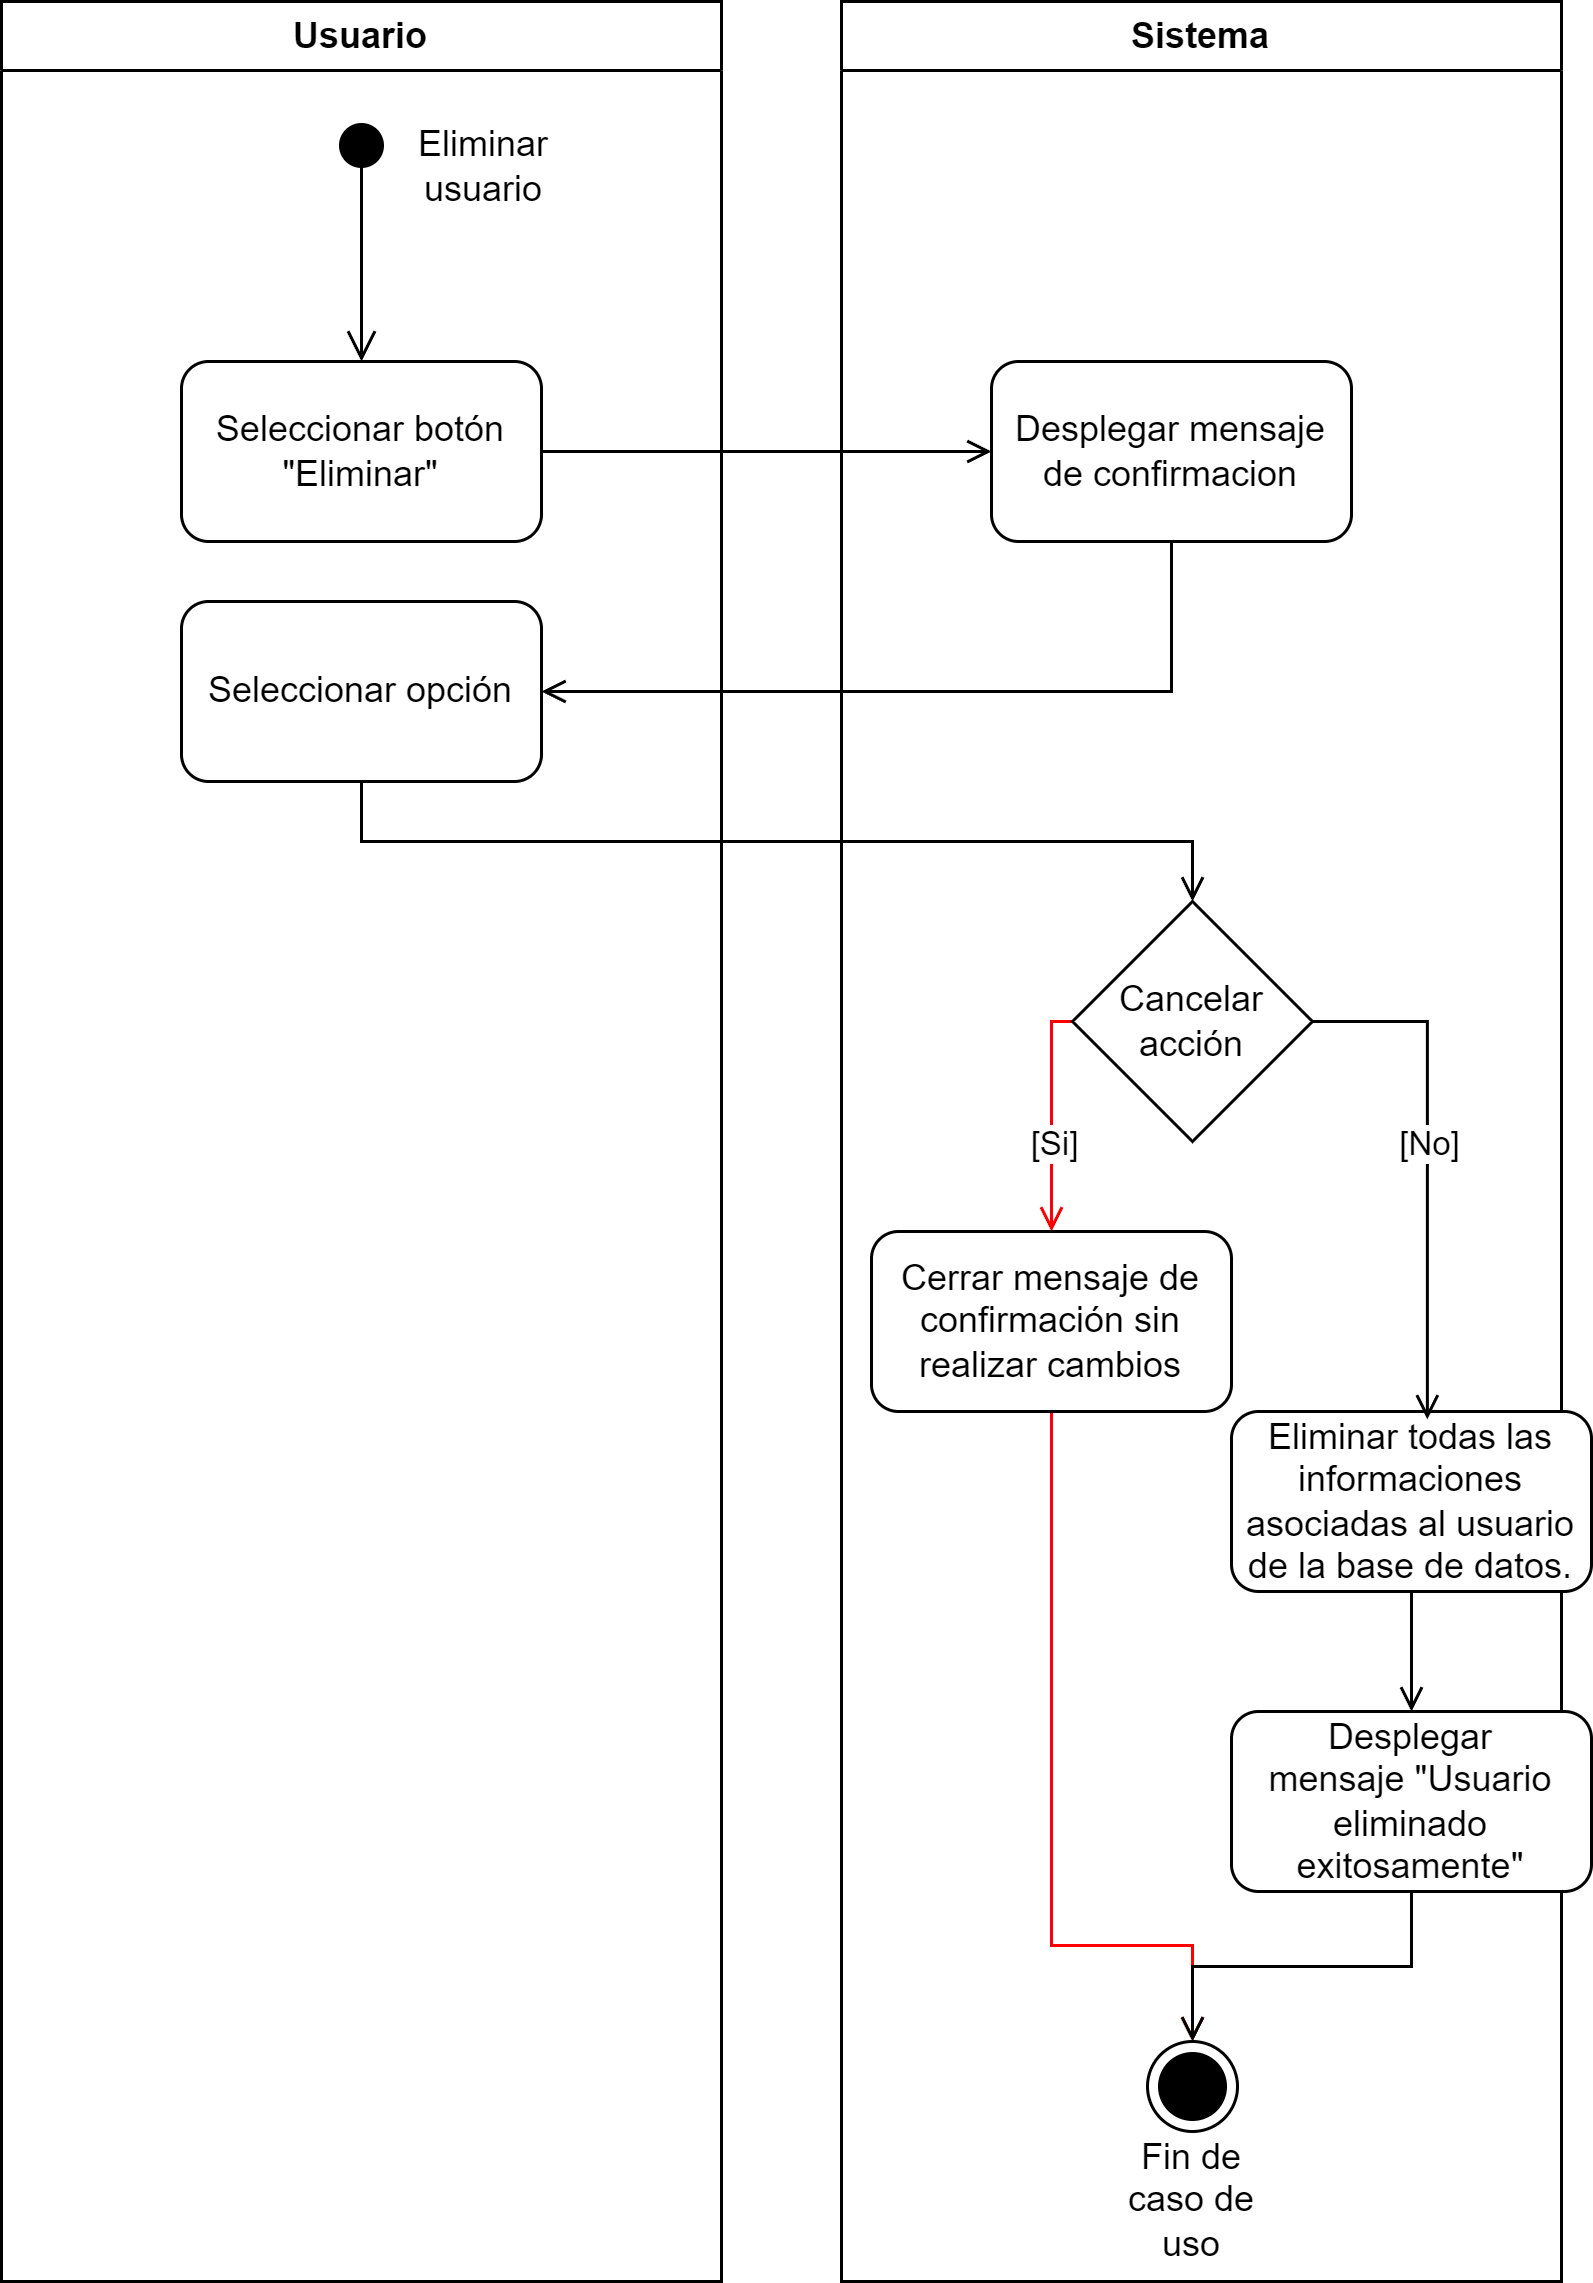 Usuario
Sistema
Eliminar
usuario
Seleccionar botón
"Eliminar"
Desplegar mensaje
de confirmacion
Seleccionar opción
Cancelar
acción
[Si]
[No]
Cerrar mensaje de
confirmación sin
realizar cambios
Eliminar todas las
informaciones
asociadas al usuario
de la base de datos.
Desplegar
mensaje "Usuario
eliminado
exitosamente"
Fin de
caso de
uso